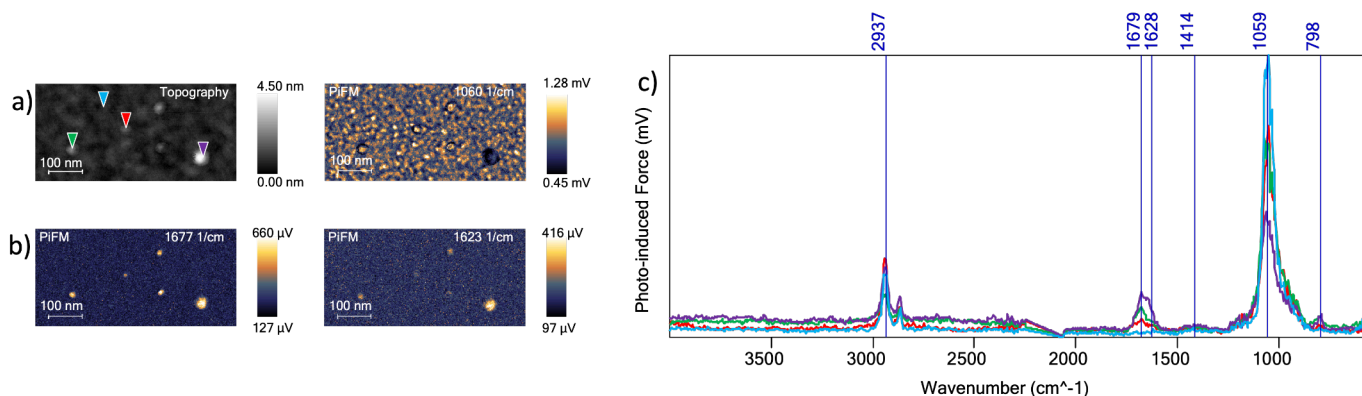 a)
Topography
100 nm
4.50 nm
0.00 nm
PiFM 1060 1/cm
100 nm
1.28 mV
0.45 mV
b)
PiFM 1677 1/cm
100 nm
660 µV
127 µV
PiFM 1623 1/cm
100 nm
416 µV
97 µV
c)
2937
1679
1628
1414
1059
798
Photo-induced Force (mV)
3500 3000 2500 2000 1500 1000
Wavenumber (cm^-1)